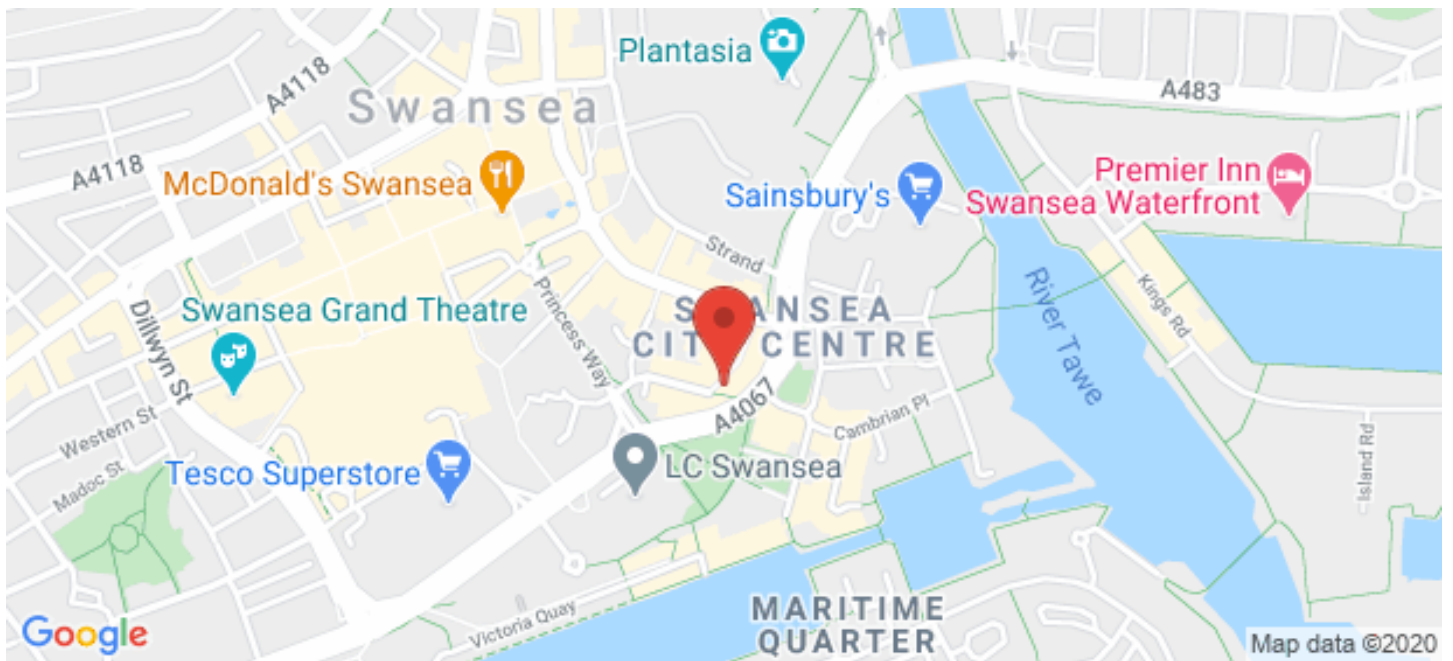 Plantasia
A4118
A483
Swansea
A4118
McDonald's Swansea
Premier Inn
Swansea Waterfront
Sainsbury's
Strand
River Tawe
Kings Rd
Princess Way
Swansea Grand Theatre
Dillwyn St
SWANSEA
CITY CENTRE
A4067
Western St
Cambrian Pl
Madoc St
Tesco Superstore
LC Swansea
Island Rd
Victoria Quay
MARITIME
QUARTER
Google
Map data ©2020